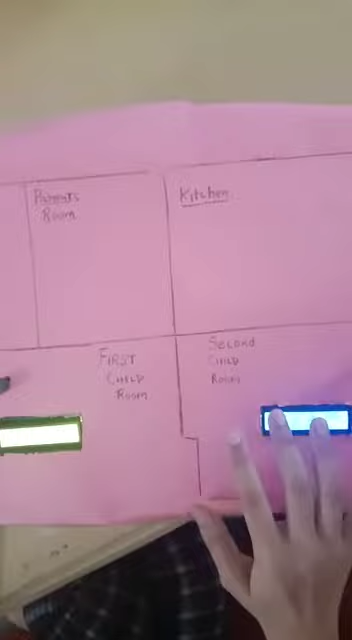 Parents
Room
Kitchen
FIRST
CHILD
Room
Second
CHILD
Room